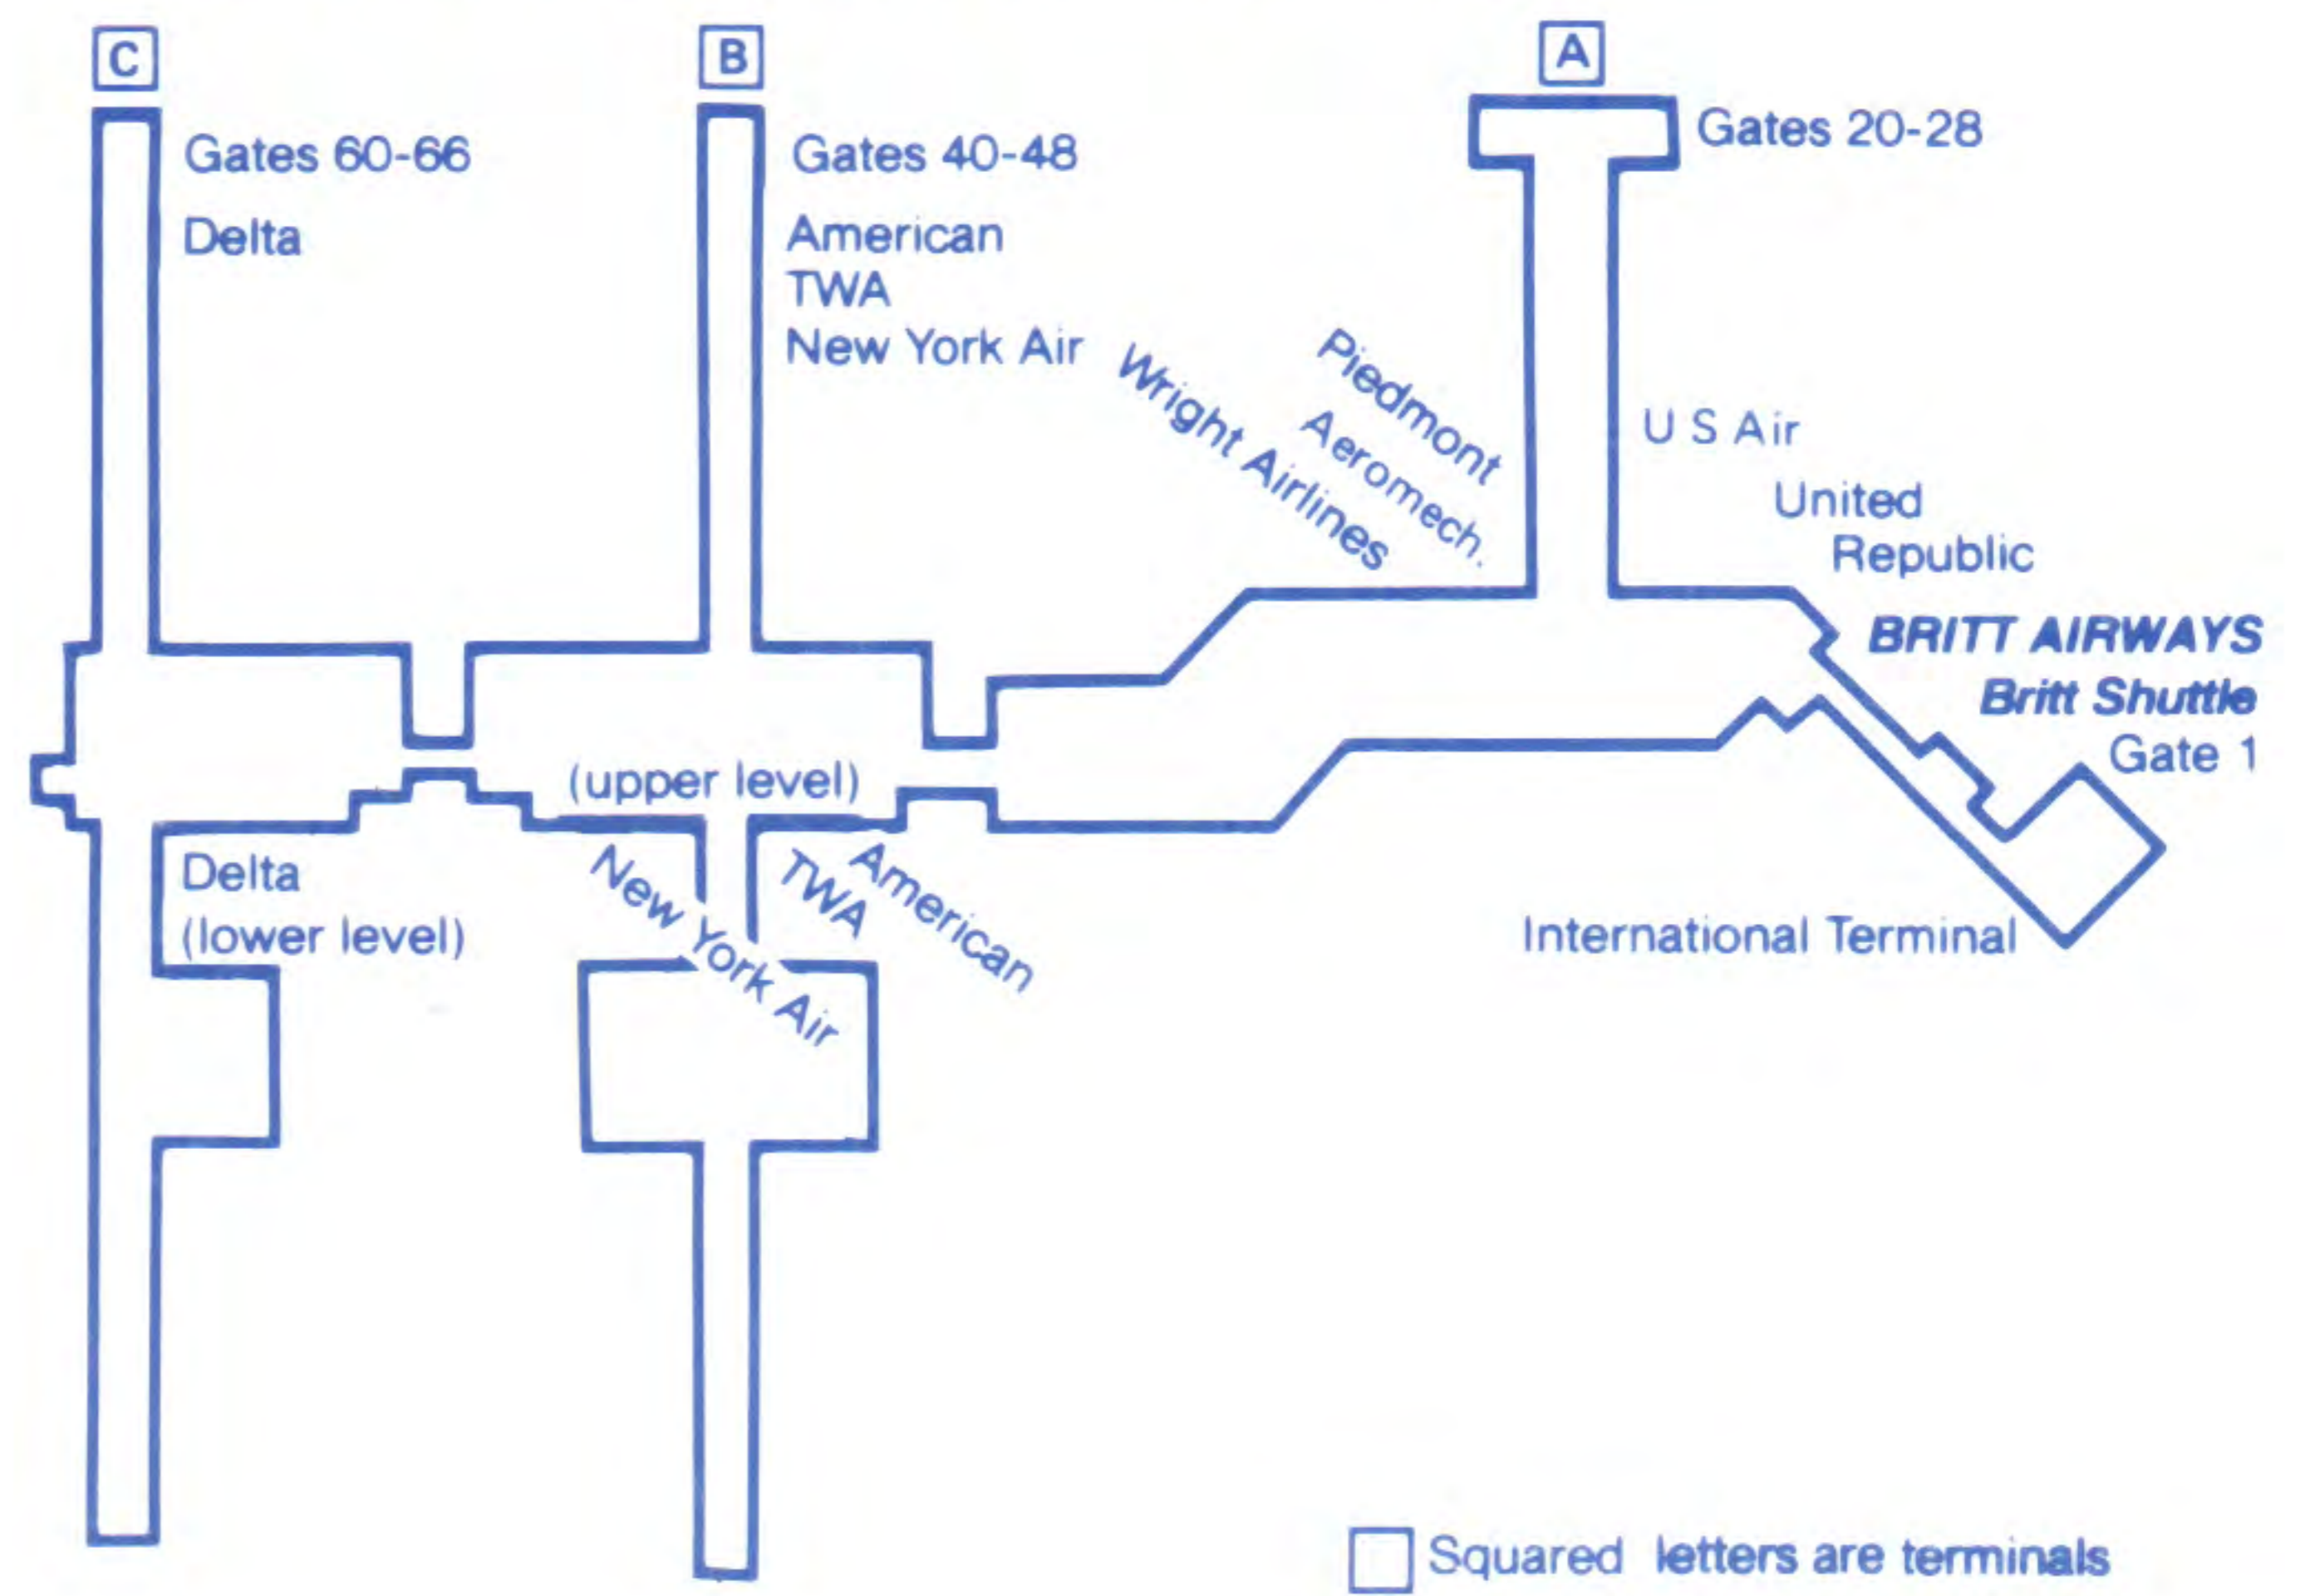 C
B
A
Gates 60-66
Delta
Gates 40-48
American
TWA
New York Air
Gates 20-28
Wright Airlines
Piedmont
Aeromech.
U S Air
United
Republic
BRITT AIRWAYS
Britt Shuttle
Gate 1
(upper level)
Delta
(lower level)
New York Air
TWA
American
International Terminal
Squared letters are terminals